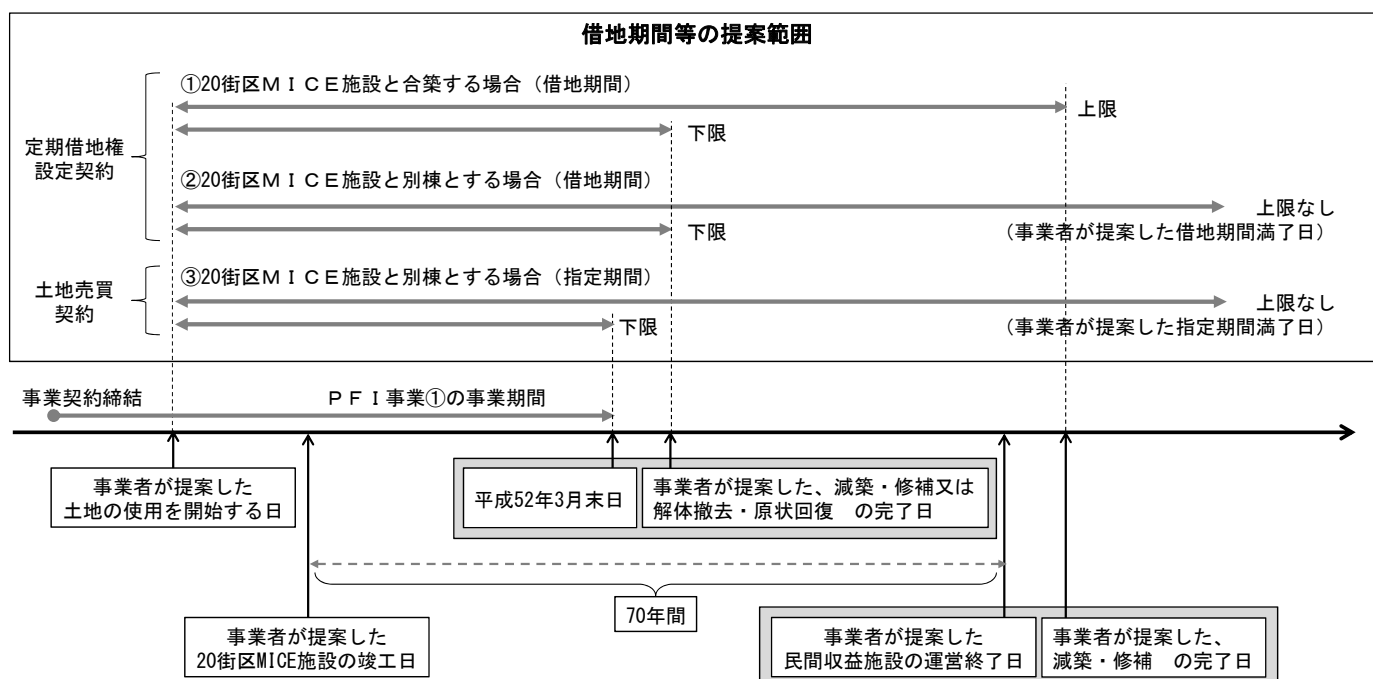 借地期間等の提案範囲
定期借地権
設定契約
①20街区ＭＩＣＥ施設と合築する場合（借地期間）
上限
下限
②20街区ＭＩＣＥ施設と別棟とする場合（借地期間）
上限なし
（事業者が提案した借地期間満了日）
下限
土地売買
契約
③20街区ＭＩＣＥ施設と別棟とする場合（指定期間）
上限なし
（事業者が提案した指定期間満了日）
下限
事業契約締結
ＰＦＩ事業①の事業期間
事業者が提案した
土地の使用を開始する日
平成52年3月末日
事業者が提案した、減築・修補又は
解体撤去・原状回復　の完了日
70年間
事業者が提案した
20街区MICE施設の竣工日
事業者が提案した
民間収益施設の運営終了日
事業者が提案した、
減築・修補　の完了日